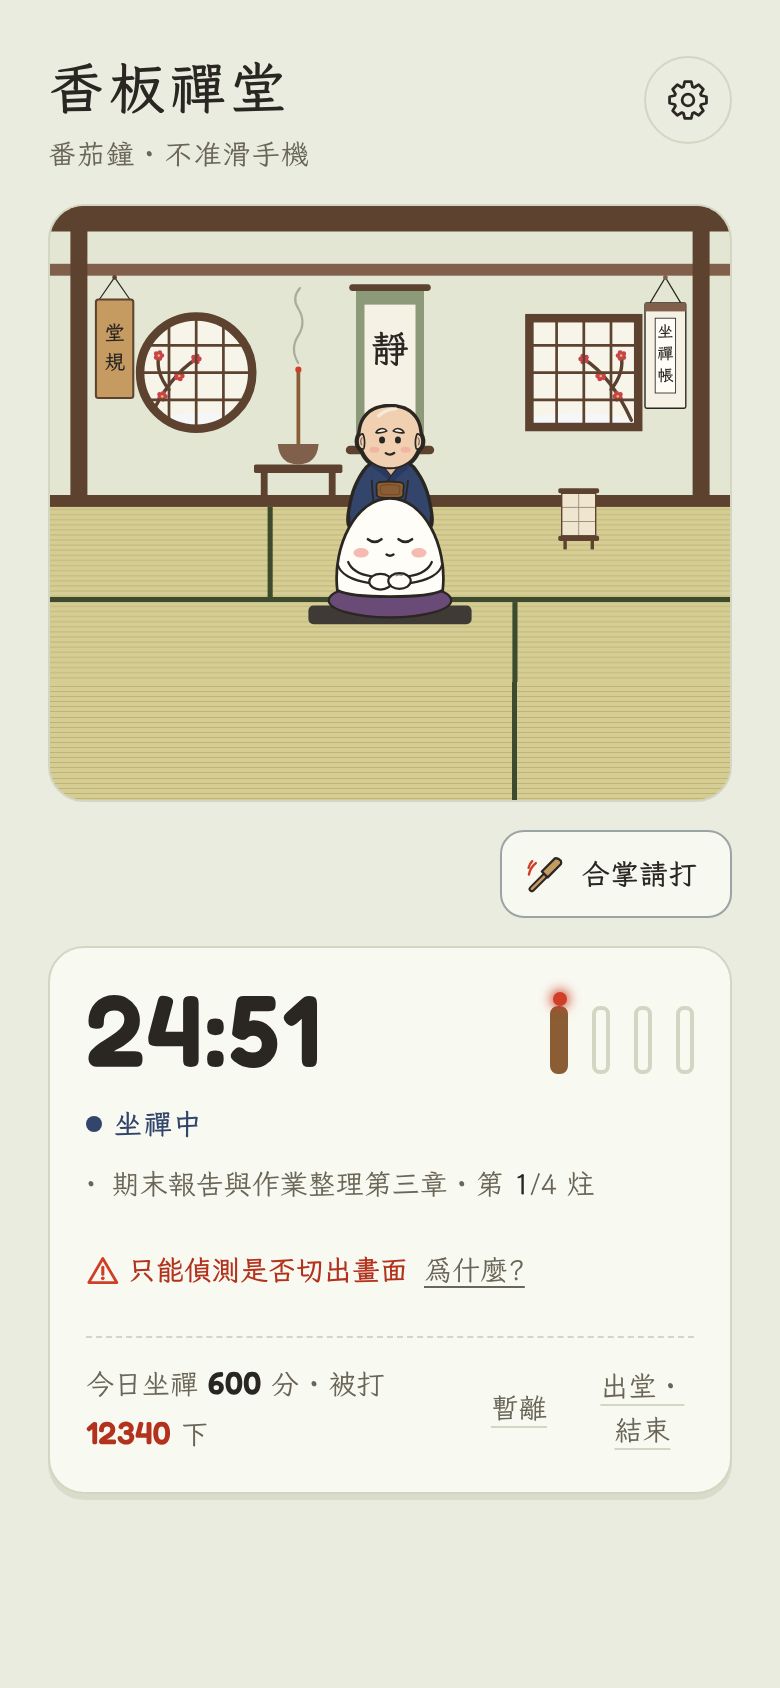 香板禪堂
番茄鐘・不准滑手機
堂規
靜
坐禪帳
合掌請打
24:51
坐禪中
・ 期末報告與作業整理第三章・第 1/4 炷
只能偵測是否切出畫面 爲什麼?
今日坐禪 600 分・被打
12340 下
暫離
出堂・
結束